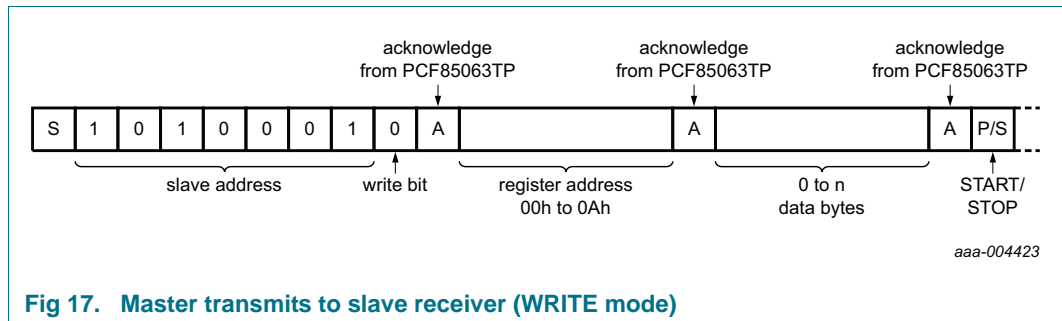 acknowledge
from PCF85063TP
acknowledge
from PCF85063TP
acknowledge
from PCF85063TP
S 1 0 1 0 0 0 1 0 A A A P/S
slave address
write bit
register address
00h to 0Ah
0 to n
data bytes
START/
STOP
aaa-004423
Fig 17. Master transmits to slave receiver (WRITE mode)